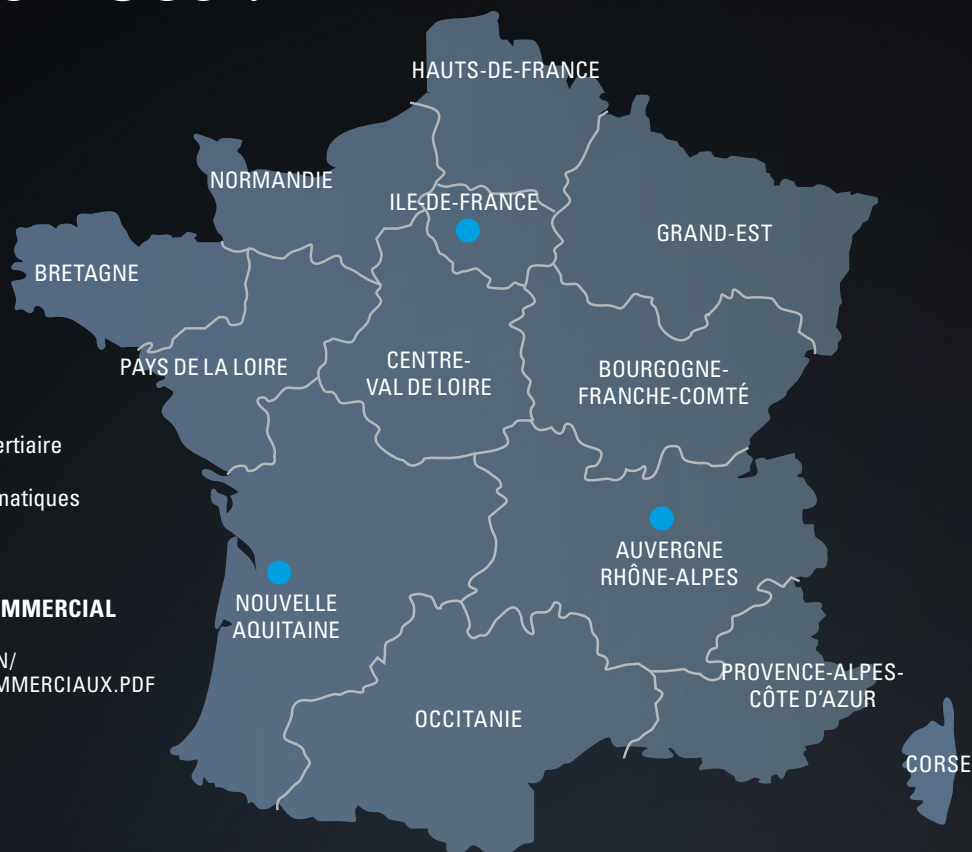 HAUTS-DE-FRANCE
NORMANDIE
ILE-DE-FRANCE
GRAND-EST
BRETAGNE
PAYS DE LA LOIRE
CENTRE-
VAL DE LOIRE
BOURGOGNE-
FRANCHE-COMTÉ
ertiaire
matiques
AUVERGNE
RHÔNE-ALPES
MMERCIAL
NOUVELLE
AQUITAINE
N/
MMERCIAUX.PDF
PROVENCE-ALPES-
CÔTE D'AZUR
OCCITANIE
CORSE